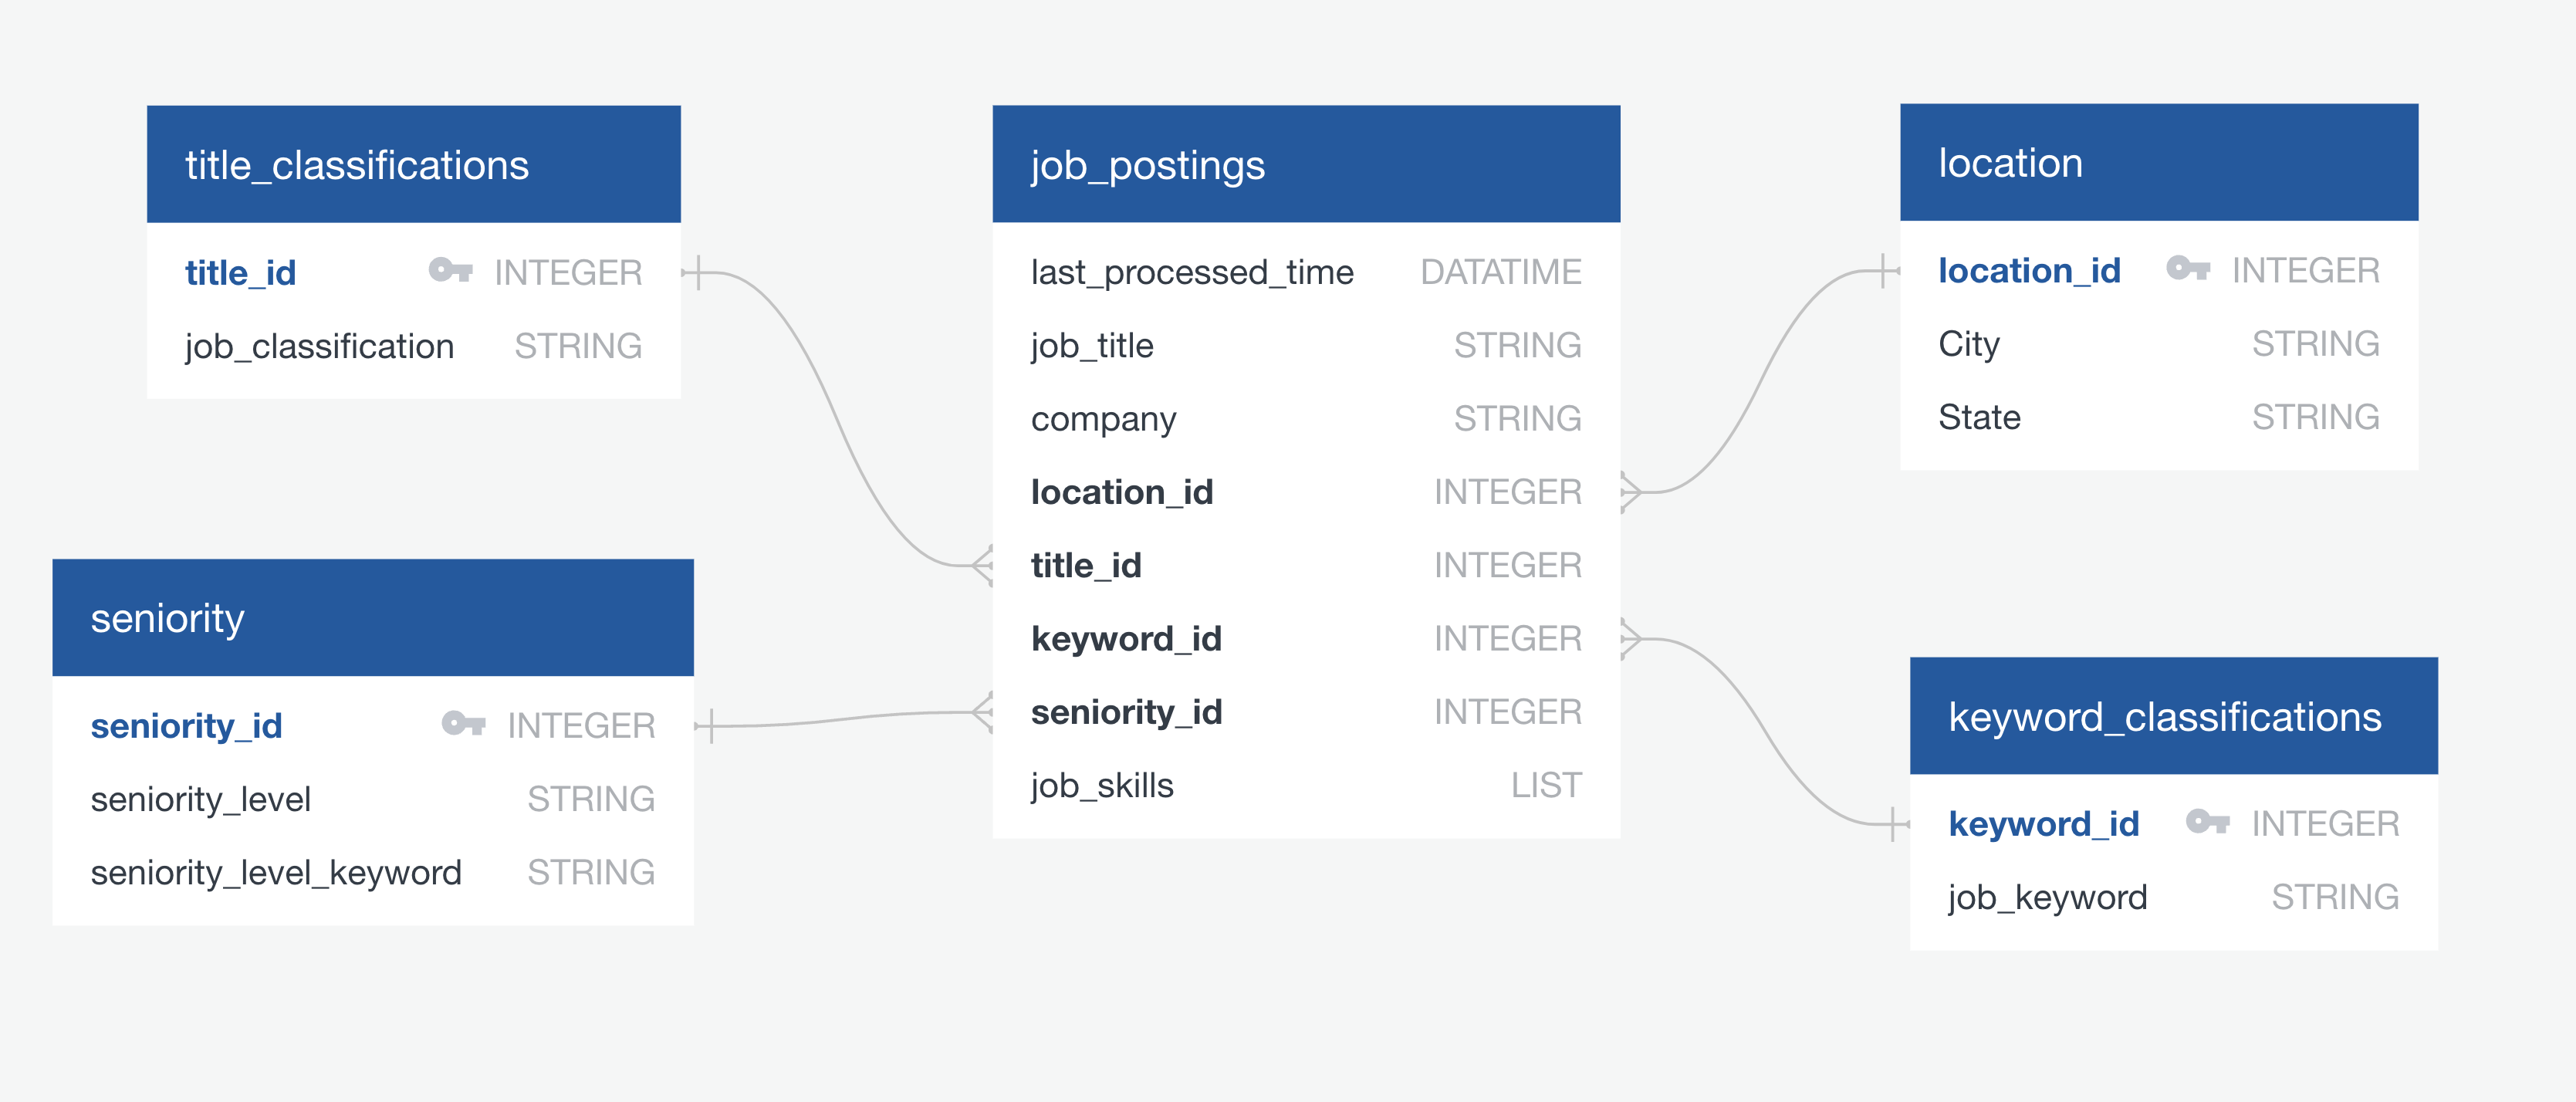 title_classifications
title_id INTEGER
job_classification STRING
seniority
seniority_id INTEGER
seniority_level STRING
seniority_level_keyword STRING
job_postings
last_processed_time DATATIME
job_title STRING
company STRING
location_id INTEGER
title_id INTEGER
keyword_id INTEGER
seniority_id INTEGER
job_skills LIST
location
location_id INTEGER
City STRING
State STRING
keyword_classifications
keyword_id INTEGER
job_keyword STRING